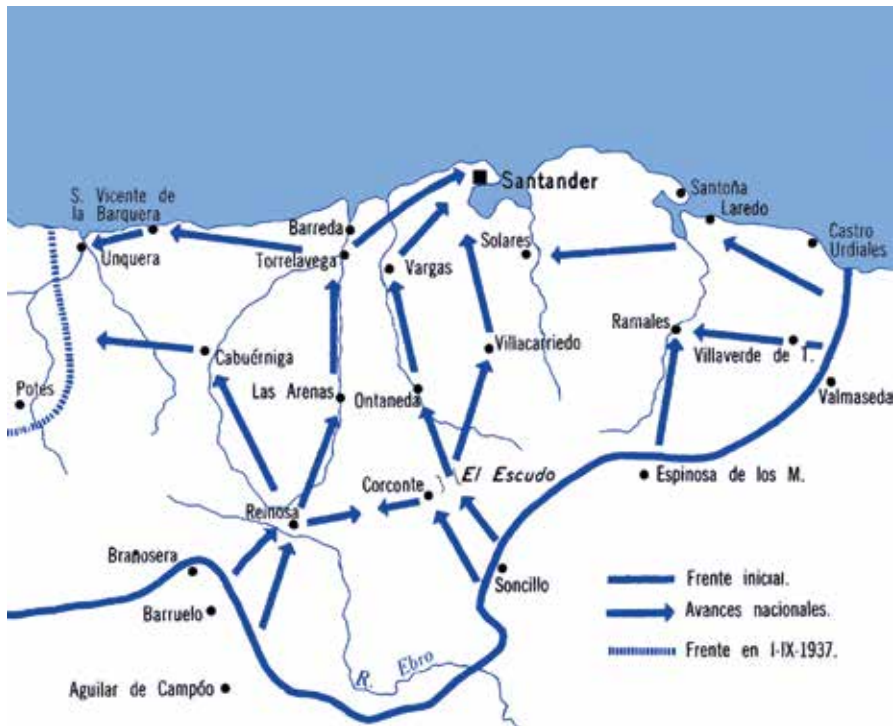 Santander
Santoña
Laredo
Castro
Urdiales
S. Vicente de
la Barquera
Unquera
Barreda
Torrelavega
Vargas
Solares
Ramales
Villaverde de T.
Valmaseda
Cabuérniga
Villacarriedo
Potes
Las Arenas
Ontaneda
El Escudo
Corconte
Espinosa de los M.
Reinosa
Brañosera
Soncillo
Barruelo
R. Ebro
Aguilar de Campóo
Frente inicial.
Avances nacionales.
Frente en I-IX-1937.